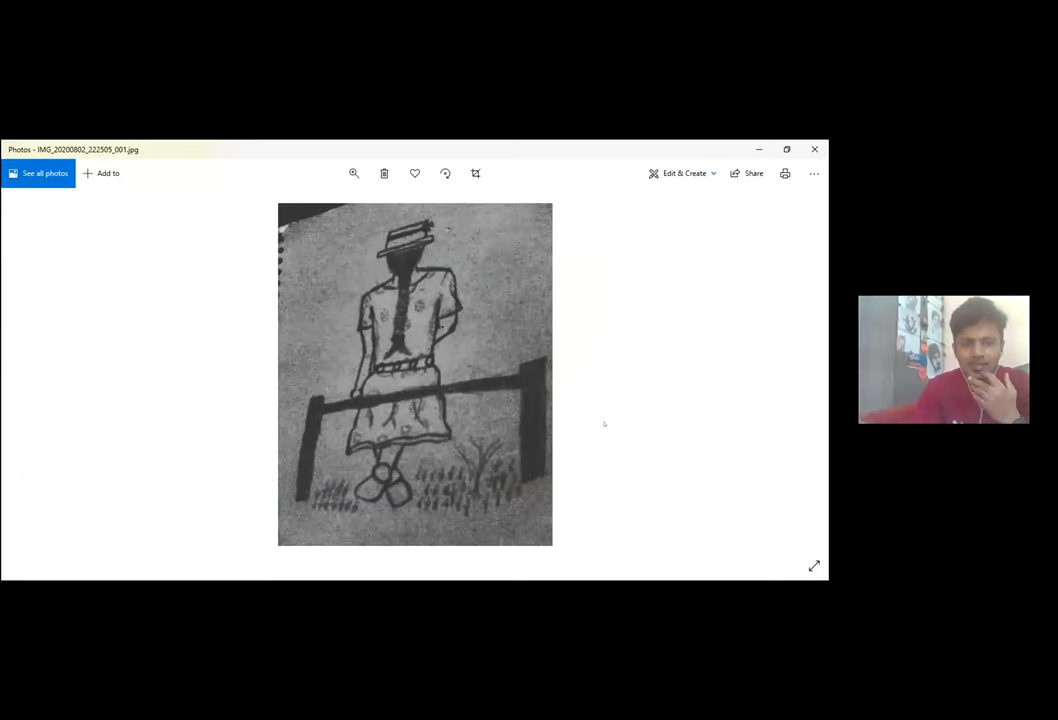 Photos - IMG_20200802_222505_001.jpg
See all photos
Add to
Edit & Create
Share